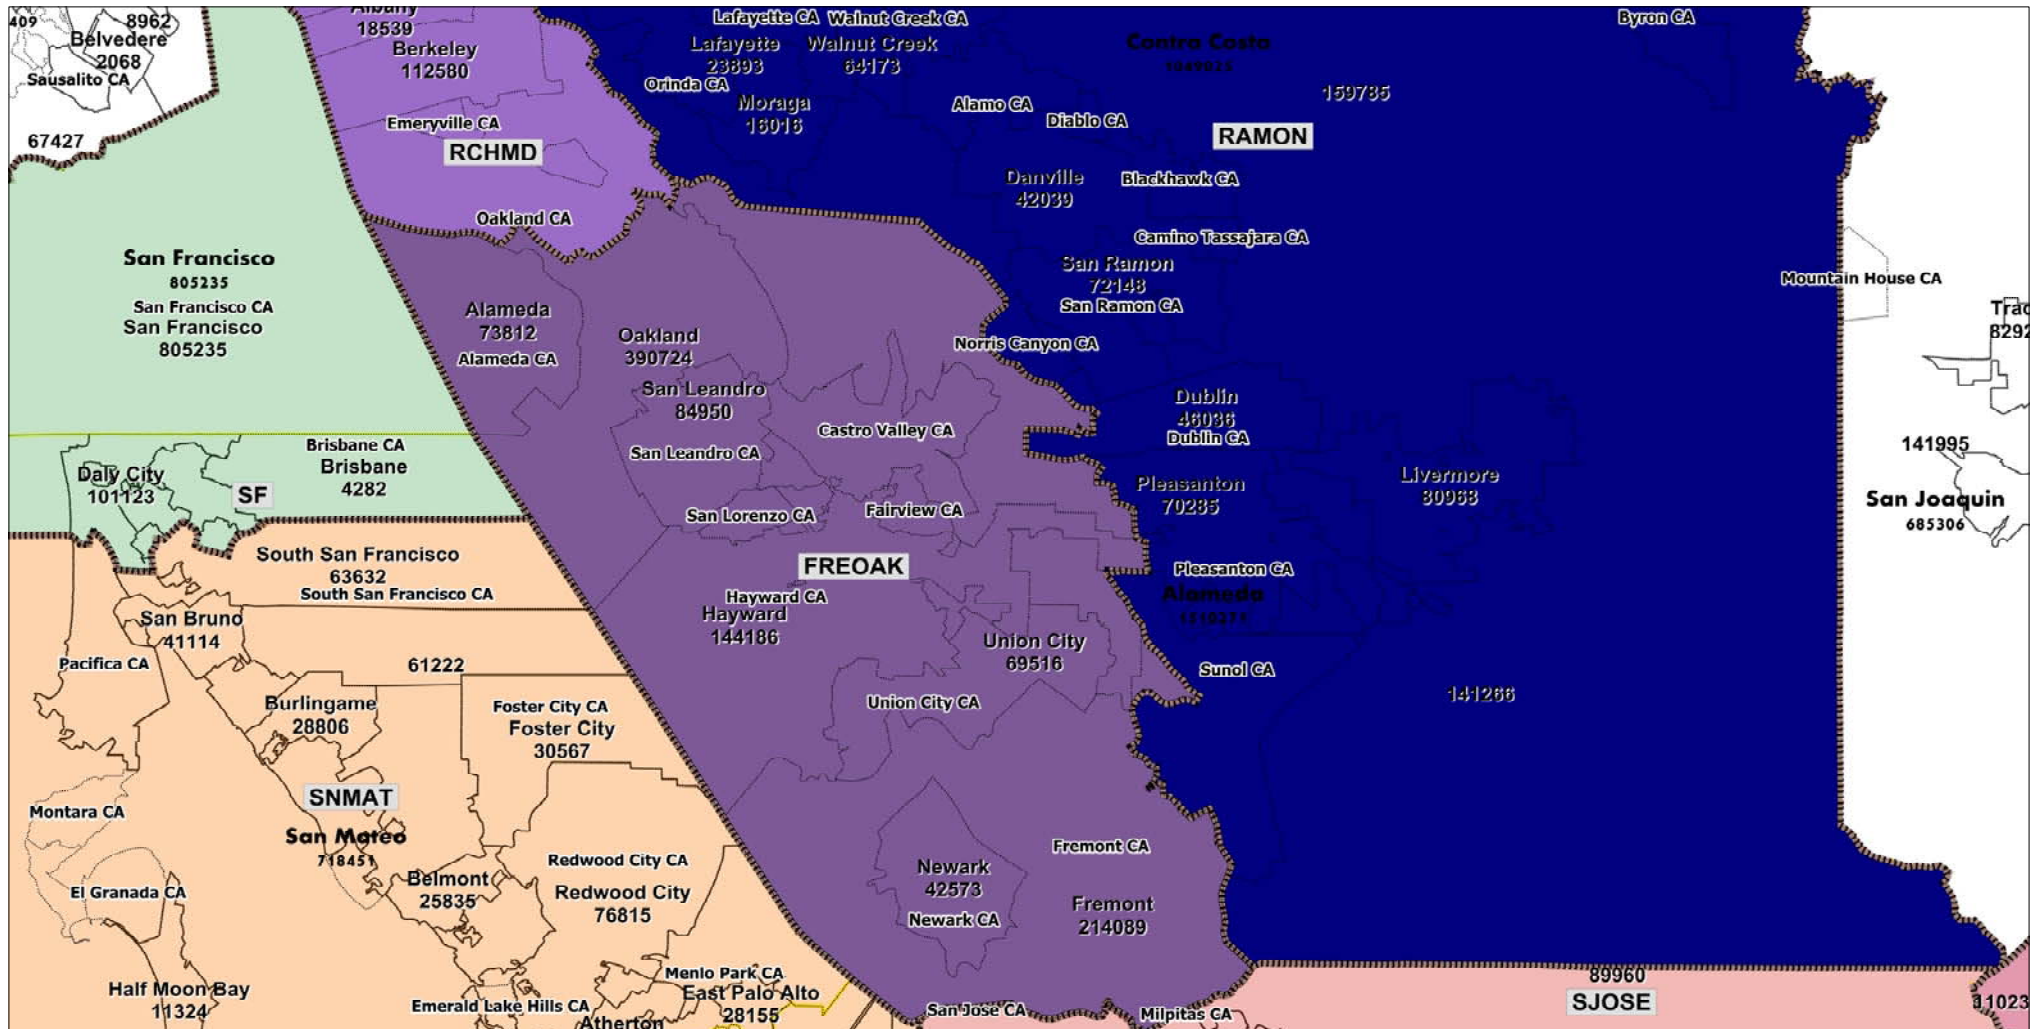 409
8962
Belvedere
2068
Sausalito CA
67427
Albany
18539
Berkeley
112580
Emeryville CA
RCHMD
Oakland CA
Lafayette CA
Walnut Creek CA
Lafayette
23893
Walnut Creek
64173
Orinda CA
Moraga
16016
Contra Costa
1049025
Byron CA
159785
Alamo CA
Diablo CA
RAMON
Danville
42039
Blackhawk CA
Camino Tassajara CA
San Ramon
72148
San Ramon CA
Norris Canyon CA
Mountain House CA
Trac
8292
San Francisco
805235
San Francisco CA
San Francisco
805235
Alameda
73812
Alameda CA
Oakland
390724
San Leandro
84950
San Leandro CA
Castro Valley CA
Dublin
46036
Dublin CA
Pleasanton
70285
Livermore
80968
141995
San Joaquin
685306
Brisbane CA
Brisbane
4282
Daly City
101123
SF
San Lorenzo CA
Fairview CA
FREOAK
South San Francisco
63632
South San Francisco CA
Pleasanton CA
Alameda
1510271
Hayward CA
Hayward
144186
San Bruno
41114
Pacifica CA
61222
Union City
69516
Union City CA
Sunol CA
141266
Burlingame
28806
Foster City CA
Foster City
30567
SNMAT
San Mateo
718451
Montara CA
El Granada CA
Redwood City CA
Redwood City
76815
Belmont
25835
Fremont CA
Newark
42573
Newark CA
Fremont
214089
Half Moon Bay
11324
Menlo Park CA
East Palo Alto
28155
Emerald Lake Hills CA
Atherton
San Jose CA
Milpitas CA
89960
SJOSE
11023